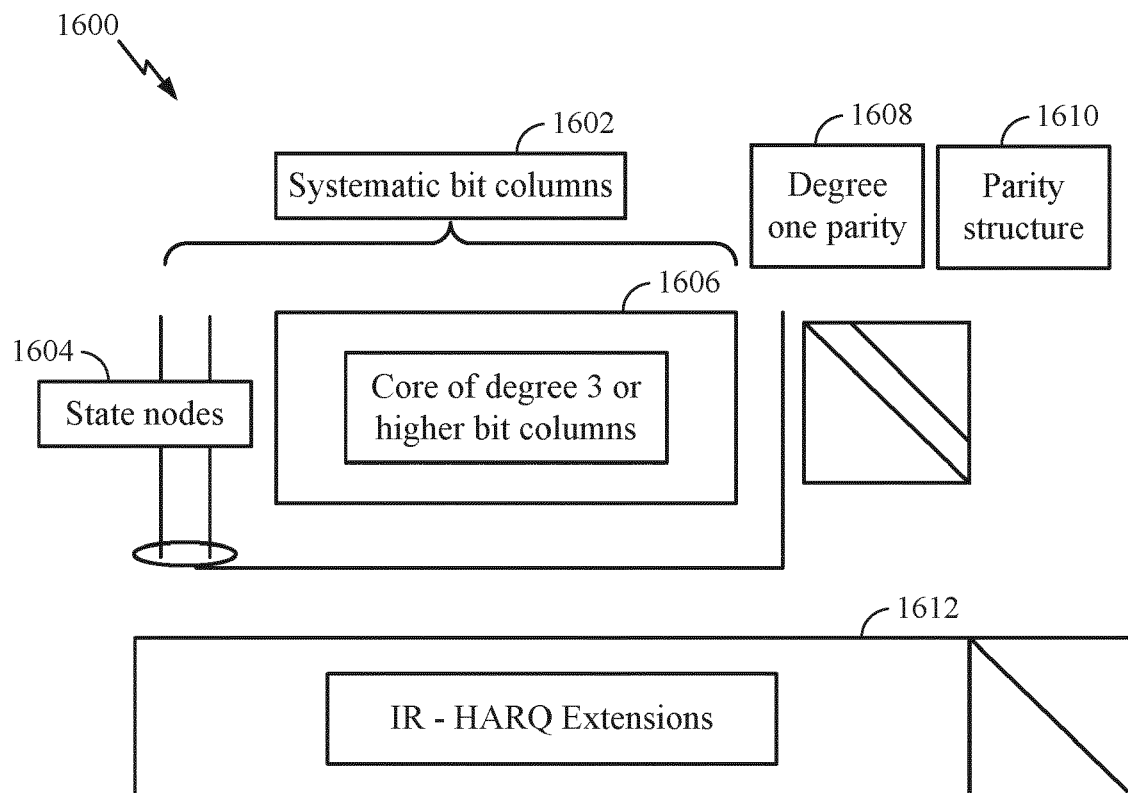 1600
1602
1608
1610
Systematic bit columns
Degree
one parity
Parity
structure
1606
1604
State nodes
Core of degree 3 or
higher bit columns
1612
IR - HARQ Extensions